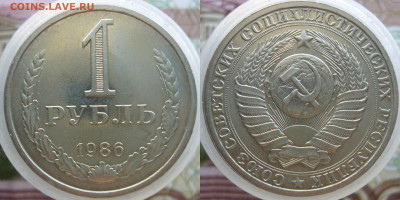 COINS.LAVE.RU
1
РУБЛЬ
1986
СОЮЗ СОВЕТСКИХ СОЦИАЛИСТИЧЕСКИХ РЕСПУБЛИК